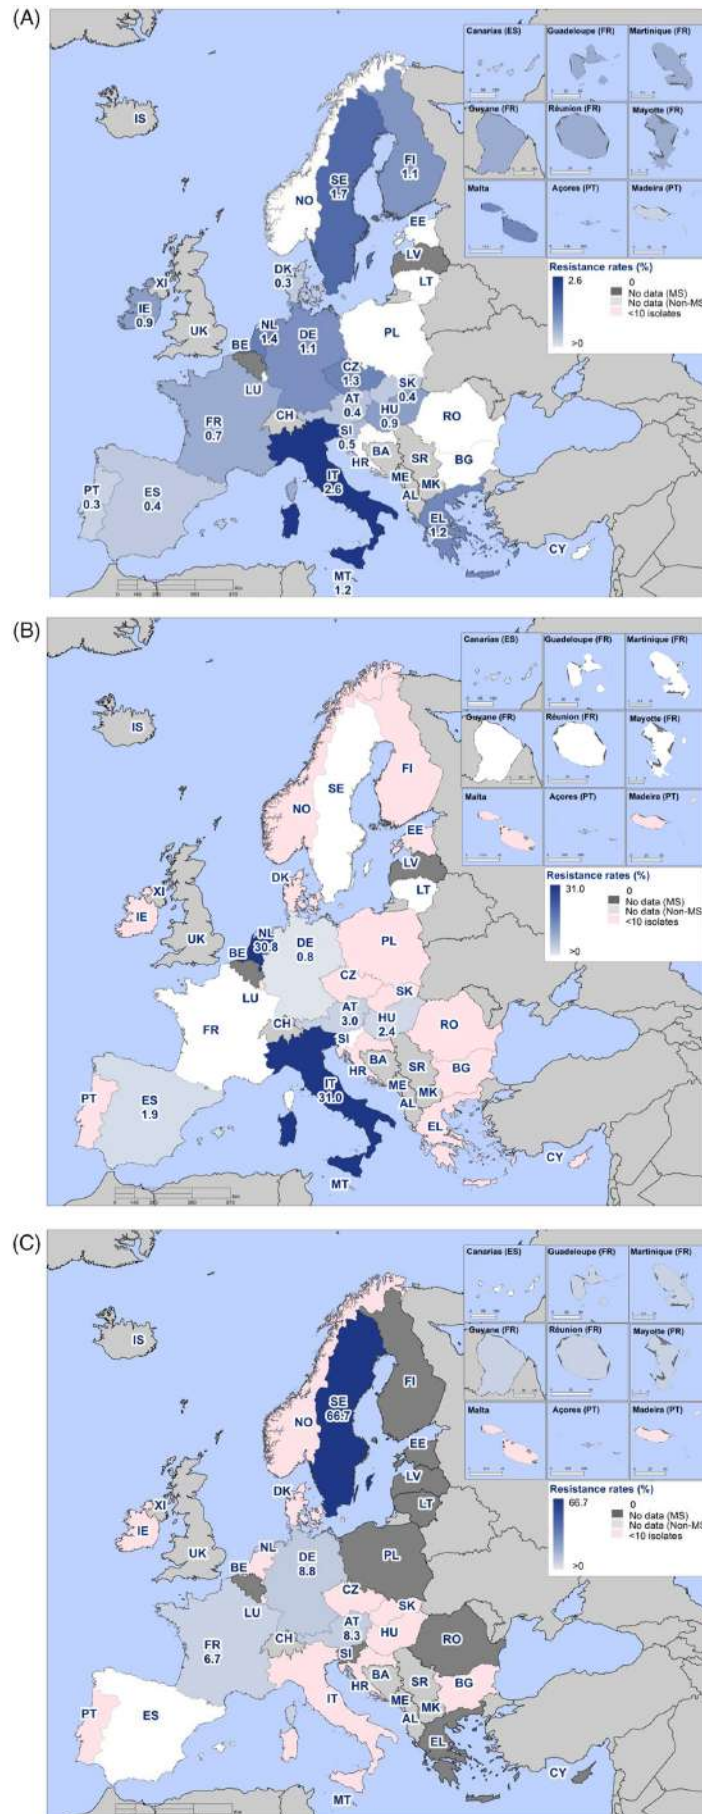 (A)
Canarias (ES)
Guadeloupe (FR)
Martinique (FR)
IS
Guyane (FR)
Réunion (FR)
Mayotte (FR)
FI
1.1
SE
1.7
NO
Malta
Açores (PT)
Madeira (PT)
EE
LV
LT
Resistance rates (%)
2.6
0
No data (MS)
No data (Non-MS)
<10 isolates
>0
DK
0.3
XI
IE
0.9
UK
NL
1.4
BE
DE
1.1
PL
LU
CZ
1.3
SK
0.4
AT
0.4
HU
0.9
CH
SI
0.5
FR
0.7
RO
HR
BA
SR
BG
IT
2.6
ME
MK
AL
PT
0.3
ES
0.4
EL
1.2
CY
MT
1.2
(B)
Canarias (ES)
Guadeloupe (FR)
Martinique (FR)
IS
Guyane (FR)
Réunion (FR)
Mayotte (FR)
FI
SE
NO
Malta
Açores (PT)
Madeira (PT)
EE
LV
LT
Resistance rates (%)
31.0
0
No data (MS)
No data (Non-MS)
<10 isolates
>0
DK
XI
IE
UK
NL
30.8
BE
DE
0.8
PL
LU
CZ
SK
AT
3.0
HU
2.4
CH
SI
FR
RO
HR
BA
SR
BG
IT
31.0
ME
MK
AL
PT
ES
1.9
EL
CY
MT
(C)
Canarias (ES)
Guadeloupe (FR)
Martinique (FR)
IS
Guyane (FR)
Réunion (FR)
Mayotte (FR)
FI
SE
66.7
NO
Malta
Açores (PT)
Madeira (PT)
EE
LV
LT
Resistance rates (%)
66.7
0
No data (MS)
No data (Non-MS)
<10 isolates
>0
DK
XI
IE
UK
NL
BE
DE
8.8
PL
LU
CZ
SK
AT
8.3
HU
CH
SI
FR
6.7
RO
HR
BA
SR
BG
IT
ME
MK
AL
PT
ES
EL
CY
MT